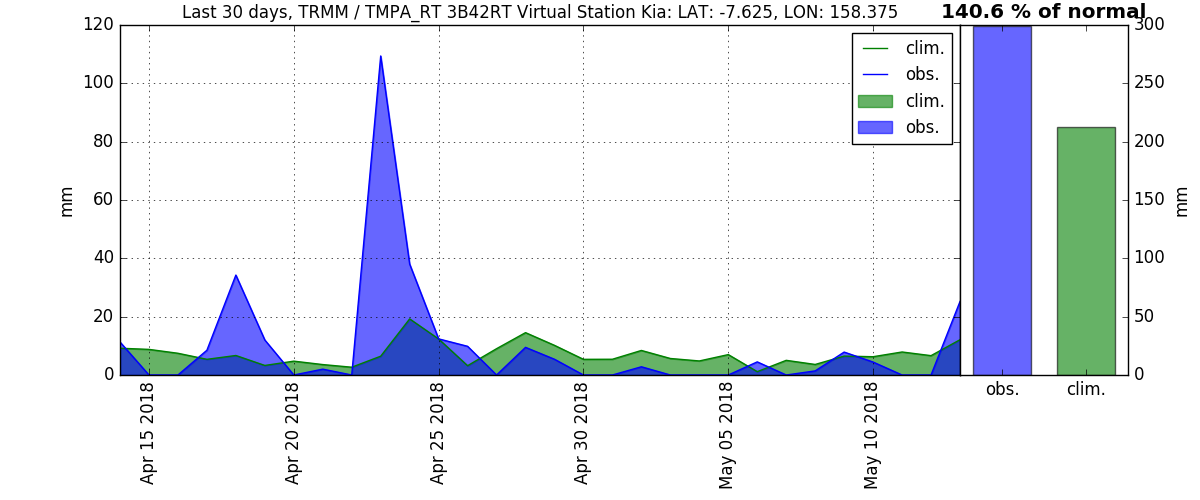 Last 30 days, TRMM / TMPA_RT 3B42RT Virtual Station Kia: LAT: -7.625, LON: 158.375
140.6 % of normal
120
100
80
60
40
20
0
mm
clim.
obs.
clim.
obs.
300
250
200
150
100
50
0
mm
Apr 15 2018
Apr 20 2018
Apr 25 2018
Apr 30 2018
May 05 2018
May 10 2018
obs.
clim.